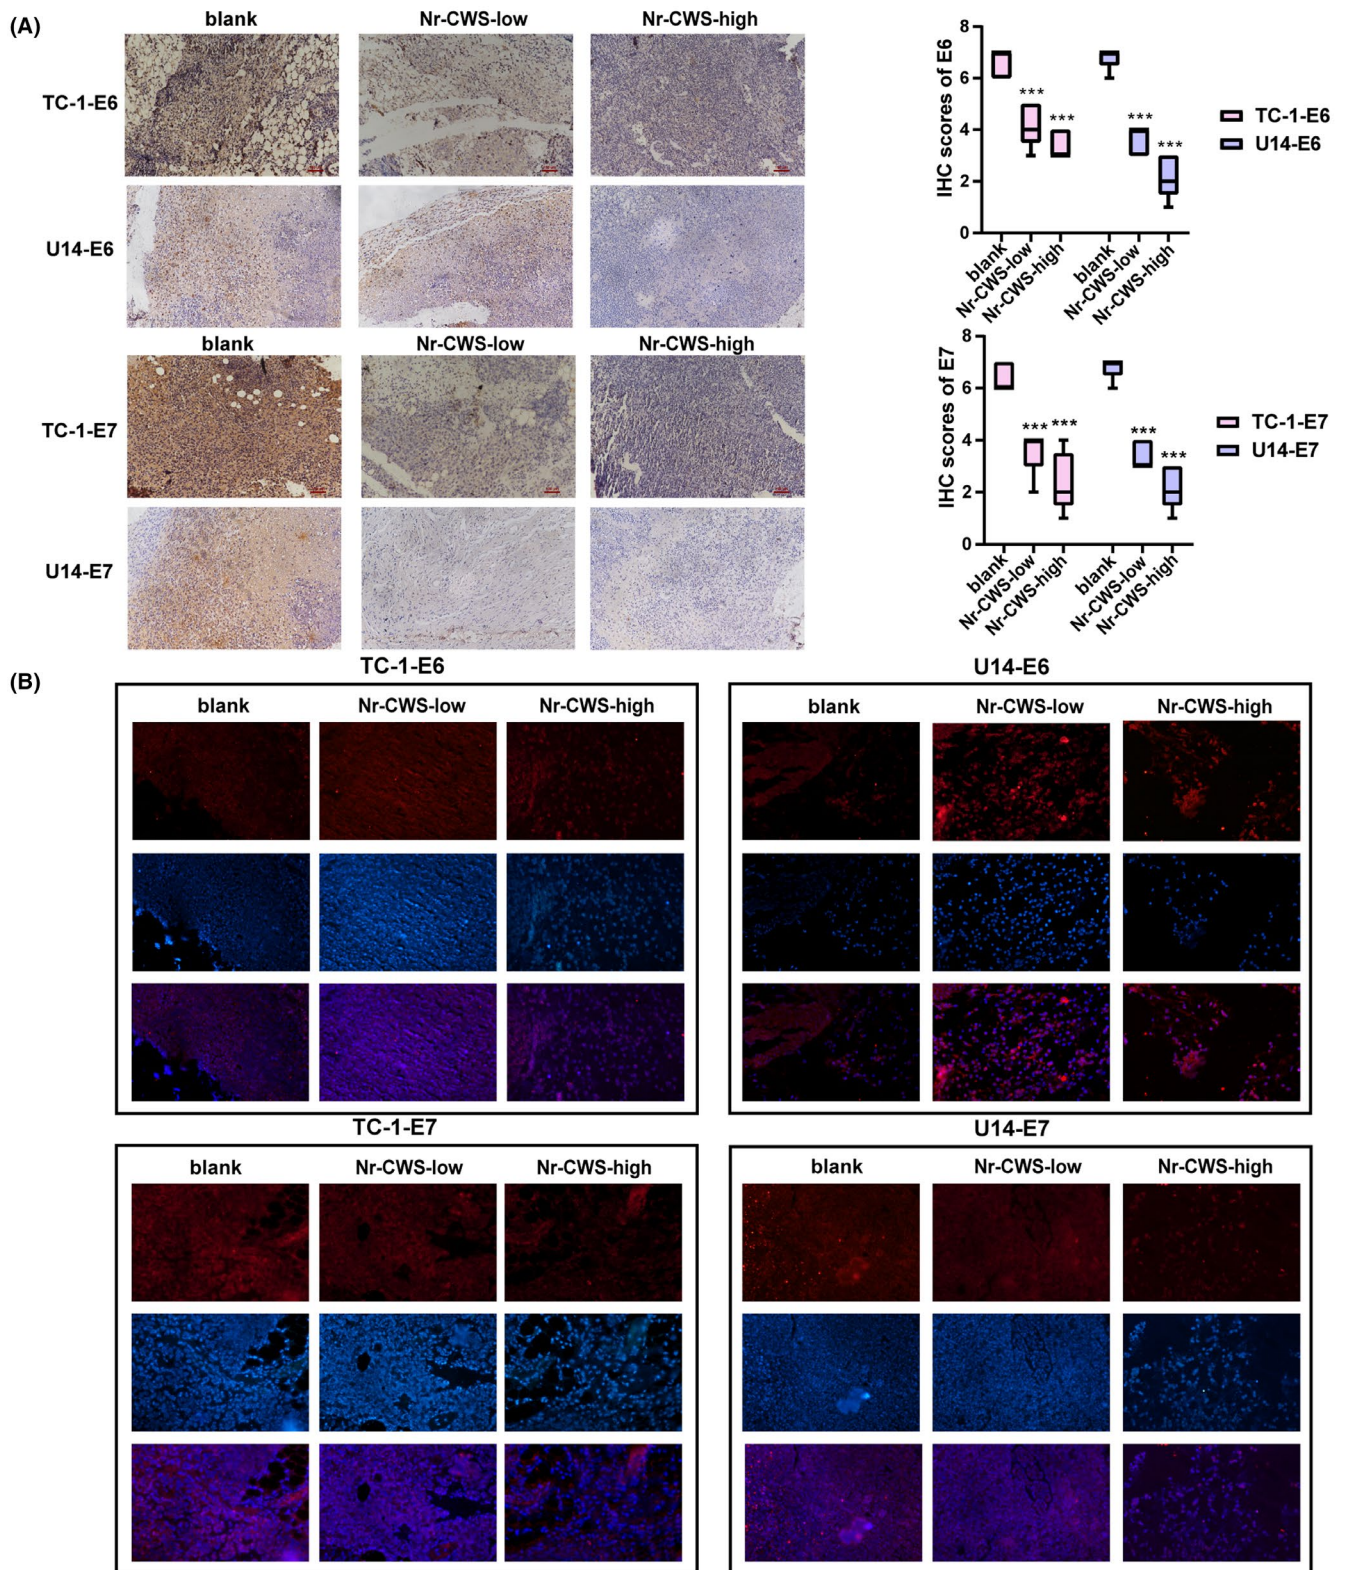 (A)
blank Nr-CWS-low Nr-CWS-high
TC-1-E6
U14-E6
blank Nr-CWS-low Nr-CWS-high
TC-1-E7
U14-E7
IHC scores of E6
8
6
4
2
0
*** *** *** ***
blank Nr-CWS-low Nr-CWS-high blank Nr-CWS-low Nr-CWS-high
TC-1-E6
U14-E6
IHC scores of E7
8
6
4
2
0
*** *** *** ***
blank Nr-CWS-low Nr-CWS-high blank Nr-CWS-low Nr-CWS-high
TC-1-E7
U14-E7
(B)
TC-1-E6
blank Nr-CWS-low Nr-CWS-high
U14-E6
blank Nr-CWS-low Nr-CWS-high
TC-1-E7
blank Nr-CWS-low Nr-CWS-high
U14-E7
blank Nr-CWS-low Nr-CWS-high